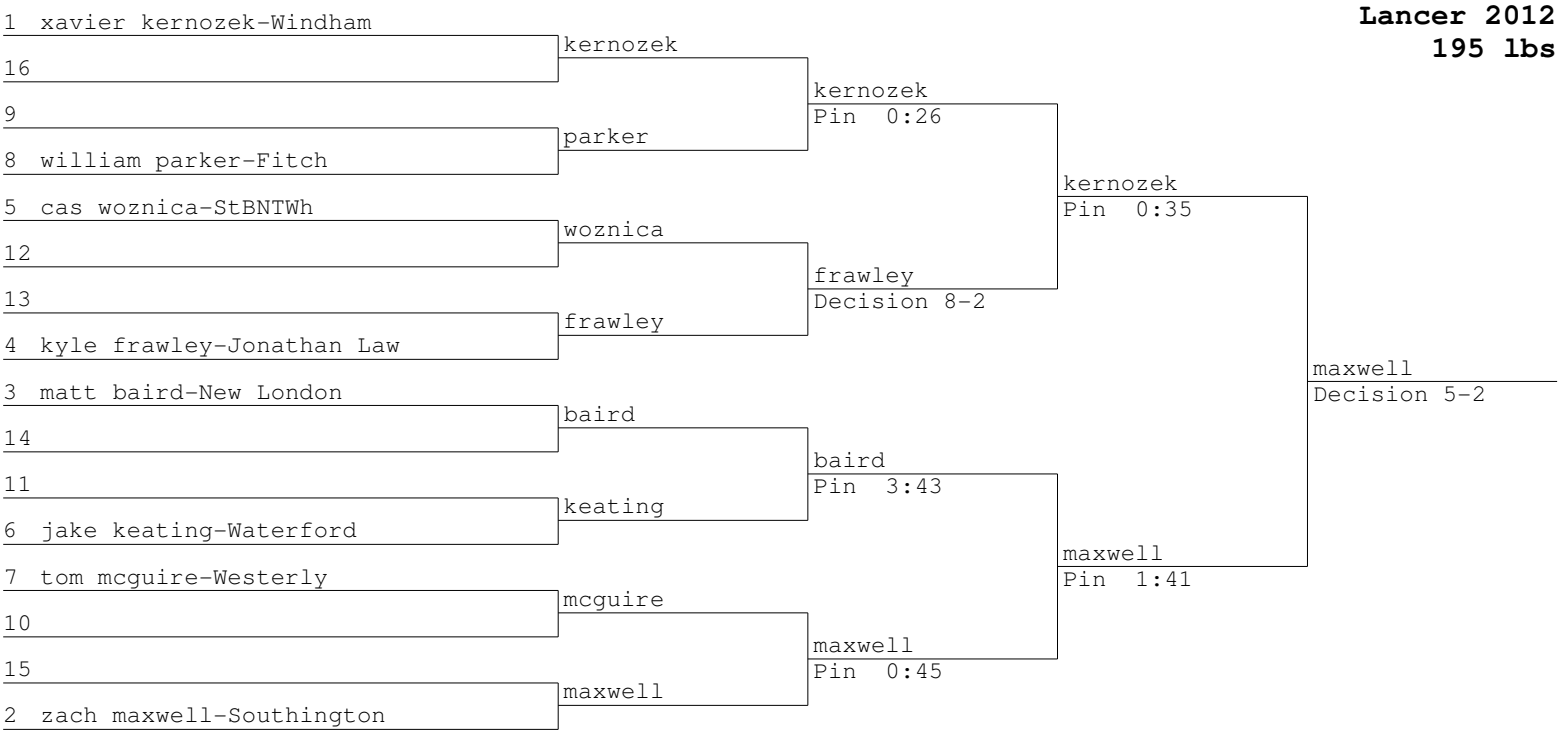 Lancer 2012
195 lbs
1 xavier kernozek-Windham
kernozek
16
kernozek
Pin 0:26
9
parker
8 william parker-Fitch
kernozek
Pin 0:35
5 cas woznica-StBNTWh
woznica
12
frawley
Decision 8-2
13
frawley
4 kyle frawley-Jonathan Law
maxwell
Decision 5-2
3 matt baird-New London
baird
14
baird
Pin 3:43
11
keating
6 jake keating-Waterford
maxwell
Pin 1:41
7 tom mcguire-Westerly
mcguire
10
maxwell
Pin 0:45
15
maxwell
2 zach maxwell-Southington